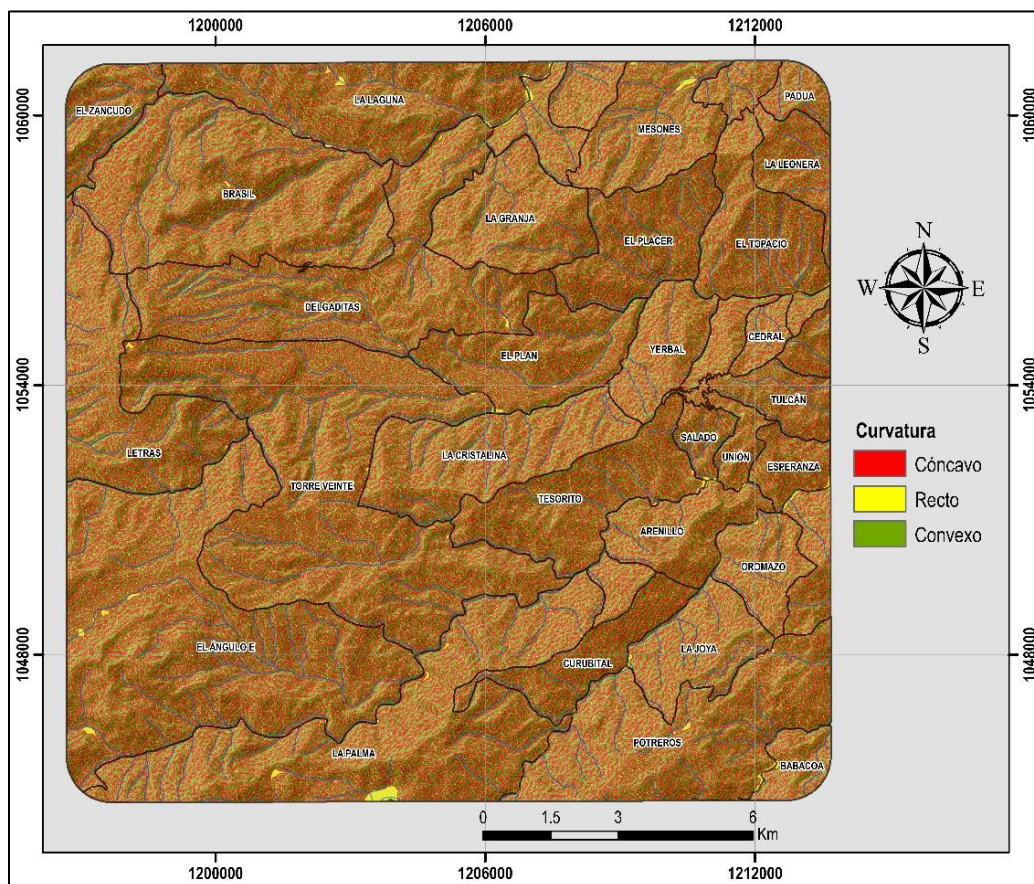 1200000
1206000
1212000
1060000
1060000
EL ZANCUDO
LA LAGUNA
PADUA
MESONES
LA LEONERA
BRASIL
LA GRANJA
EL PLACER
EL TOPACIO
N
W
E
S
DELGADITAS
EL PLAN
YERBAL
CEDRAL
1054000
1054000
TULCÁN
LETRAS
LA CRISTALINA
SALADO
UNIÓN
ESPERANZA
TORRE VEINTE
TESORITO
ARENILLO
OROMAZO
Curvatura
Cóncavo
Recto
Convexo
EL ÁNGULO E
CURUBITAL
LA JOYA
1048000
1048000
LA PALMA
POTREROS
BABACOA
0 1.5 3 6
Km
1200000
1206000
1212000